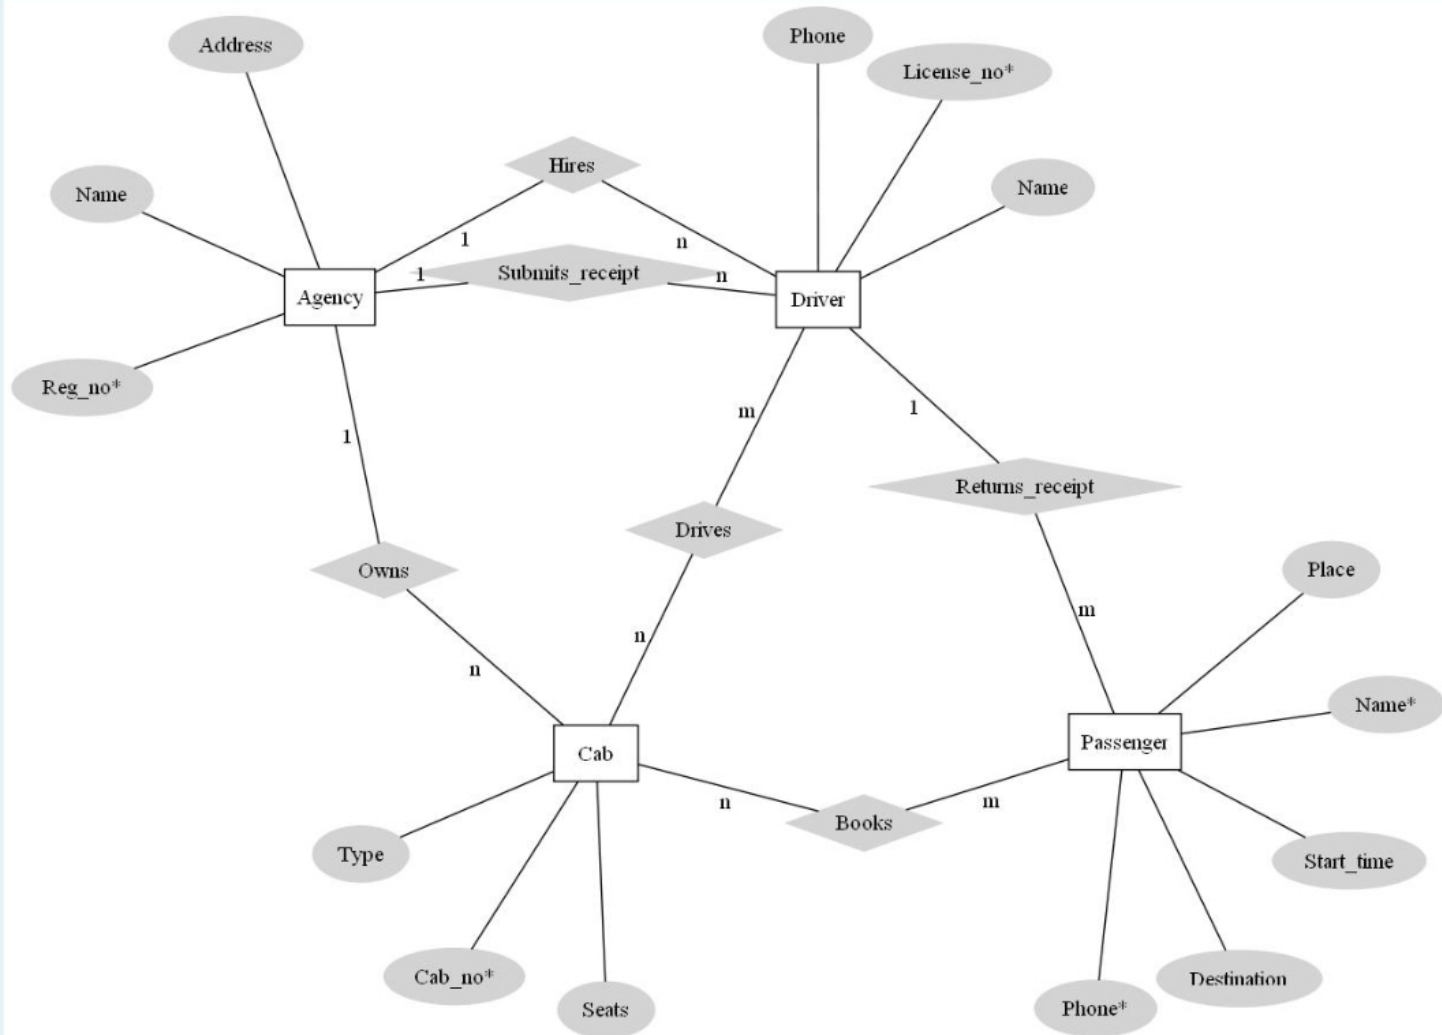 Phone
Address
License_no*
Hires
Name
Name
1
n
Submits_receipt
1
n
Agency
Driver
Reg_no*
1
m
1
Returns_receipt
Drives
Owns
Place
m
n
n
Name*
Passenger
Cab
n
m
Books
Type
Start_time
Cab_no*
Destination
Phone*
Seats